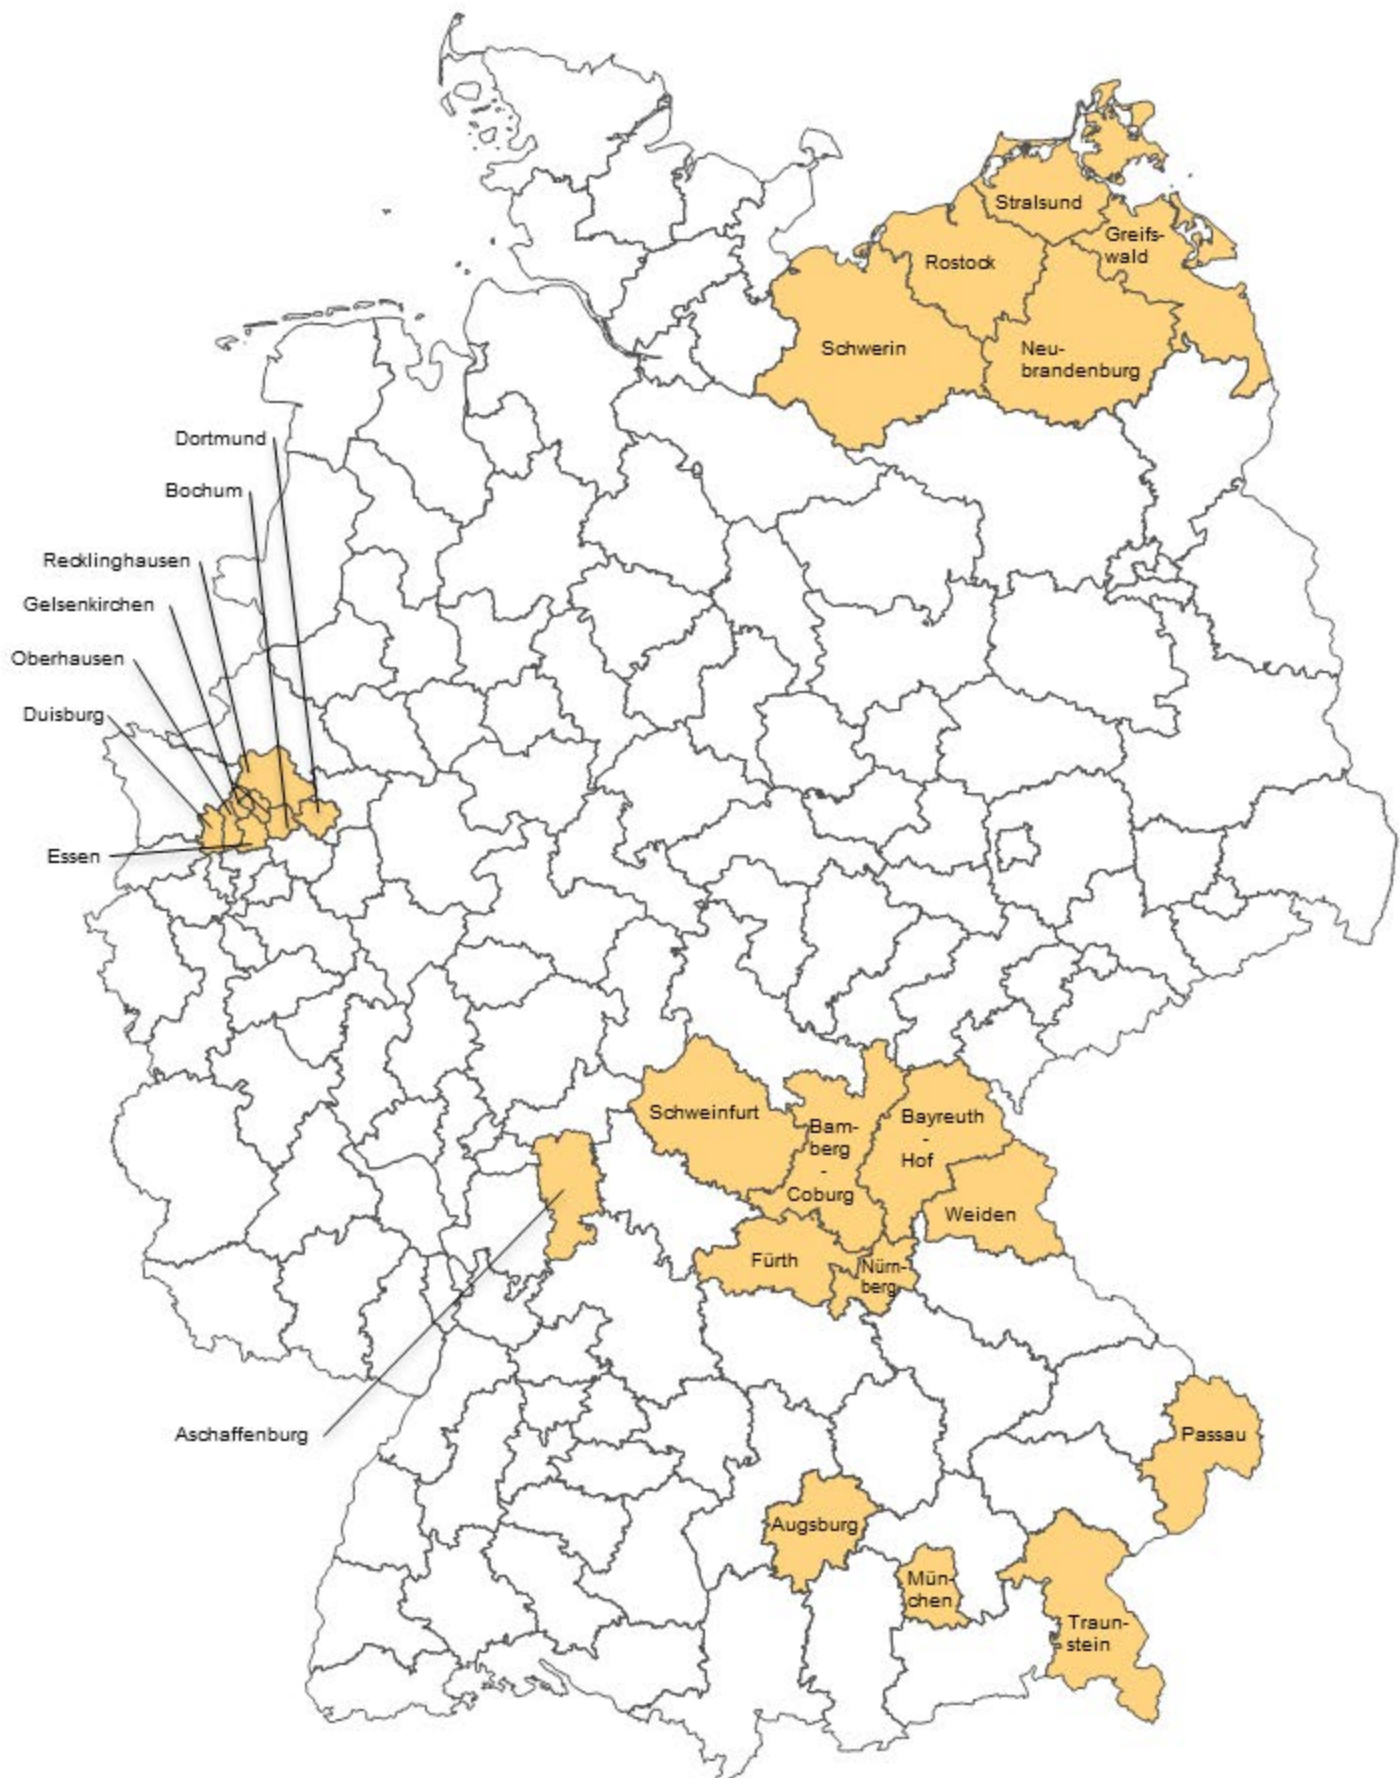 Stralsund
Greifs-
wald
Rostock
Schwerin
Neu-
brandenburg
Dortmund
Bochum
Recklinghausen
Gelsenkirchen
Oberhausen
Duisburg
Essen
Schweinfurt
Bam-
berg
-
Coburg
Bayreuth
-
Hof
Weiden
Fürth
Nürn-
berg
Aschaffenburg
Passau
Augsburg
Mün-
chen
Traun-
stein